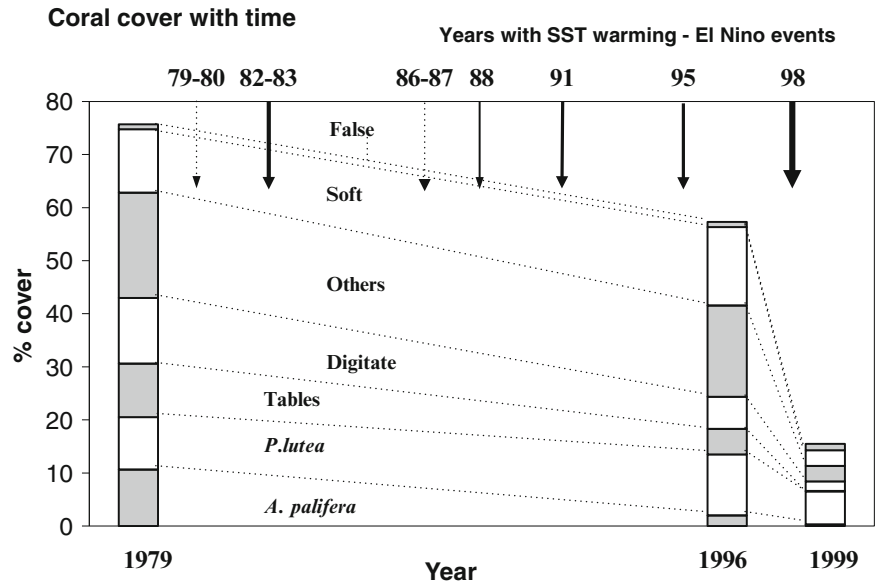 Coral cover with time
Years with SST warming - El Nino events
79-80 82-83 86-87 88 91 95 98
80
70
60
50
40
30
20
10
0
% cover
False
Soft
Others
Digitate
Tables
P.lutea
A. palifera
1979 1996 1999
Year